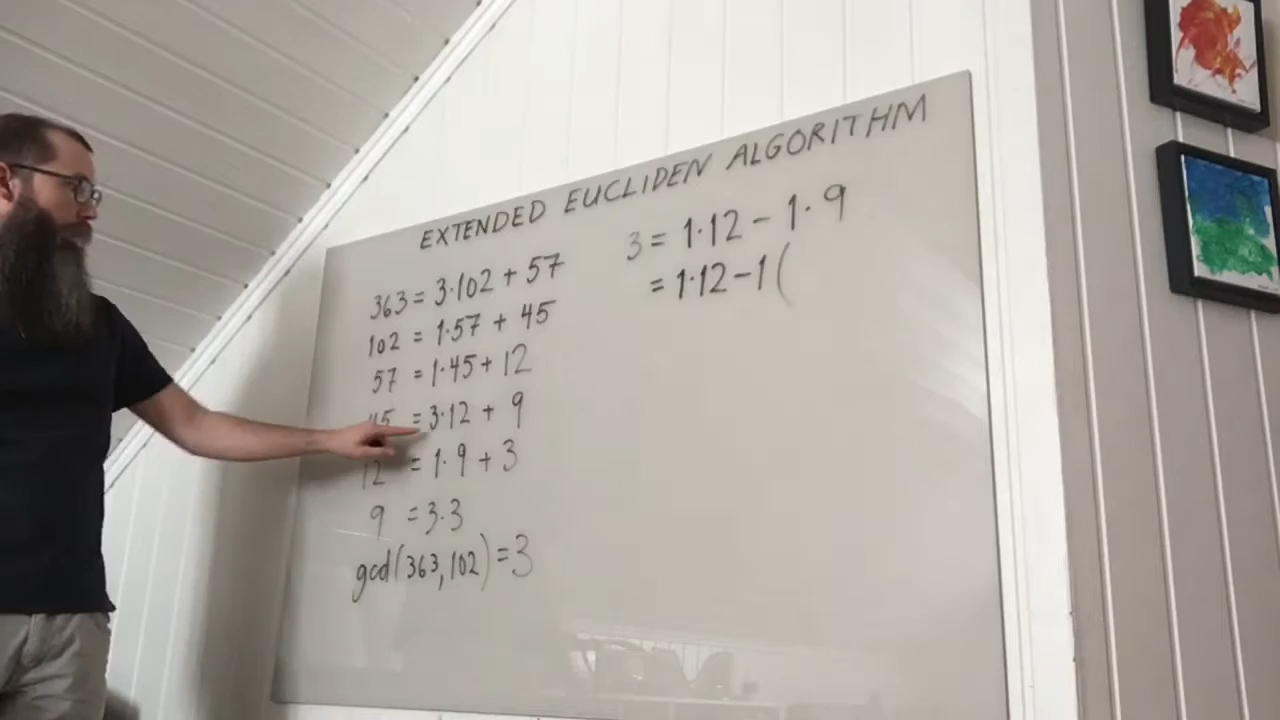 EXTENDED EUCLIDEN ALGORITHM
363 = 3·102 + 57
102 = 1·57 + 45
57 = 1·45 + 12
45 = 3·12 + 9
12 = 1·9 + 3
9 = 3·3
gcd(363,102) = 3
3 = 1·12 - 1·9
= 1·12 - 1(